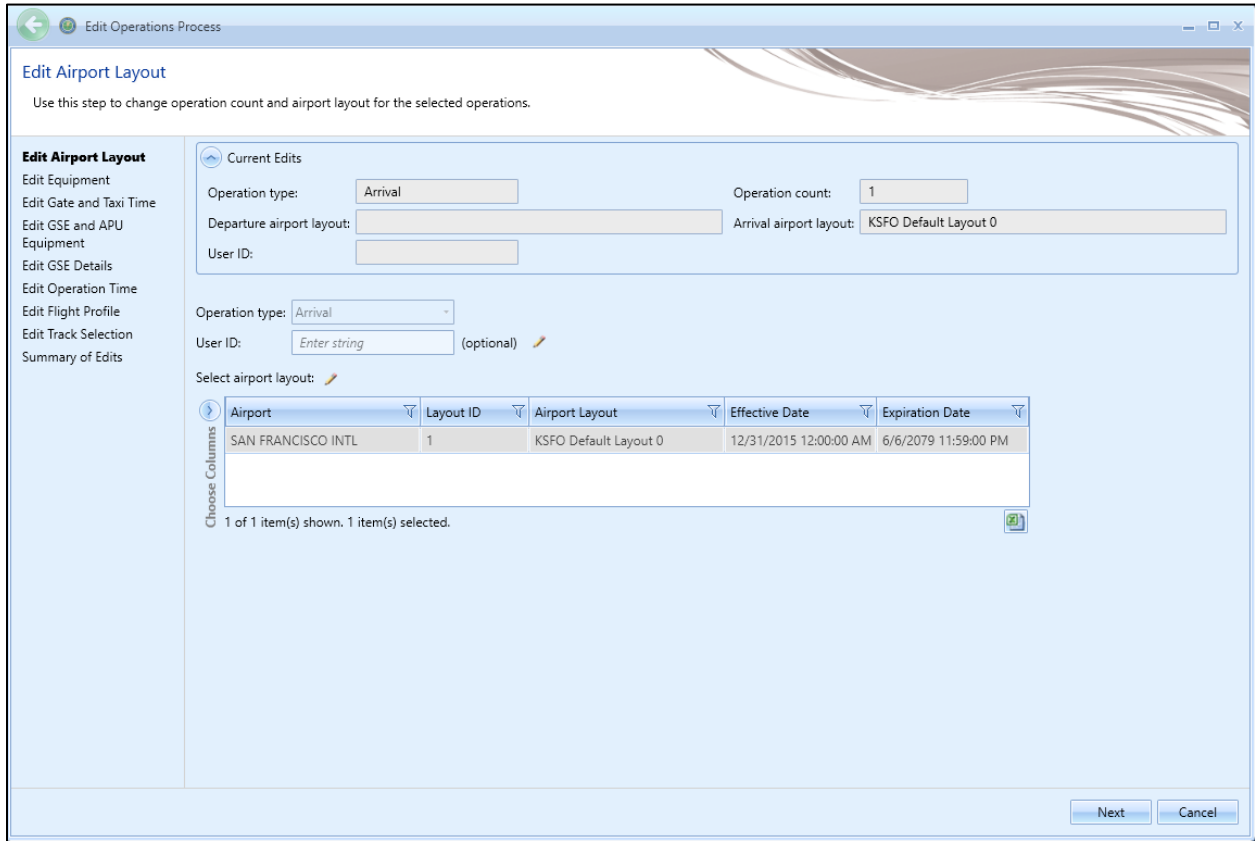 Edit Operations Process
Edit Airport Layout
Use this step to change operation count and airport layout for the selected operations.
Edit Airport Layout
Edit Equipment
Edit Gate and Taxi Time
Edit GSE and APU
Equipment
Edit GSE Details
Edit Operation Time
Edit Flight Profile
Edit Track Selection
Summary of Edits
Current Edits
Operation type: Arrival Operation count: 1
Departure airport layout: Arrival airport layout: KSFO Default Layout 0
User ID:
Operation type: Arrival
User ID: Enter string (optional)
Select airport layout:
Choose Columns
Airport Layout ID Airport Layout Effective Date Expiration Date
SAN FRANCISCO INTL 1 KSFO Default Layout 0 12/31/2015 12:00:00 AM 6/6/2079 11:59:00 PM
1 of 1 item(s) shown. 1 item(s) selected.
Next Cancel